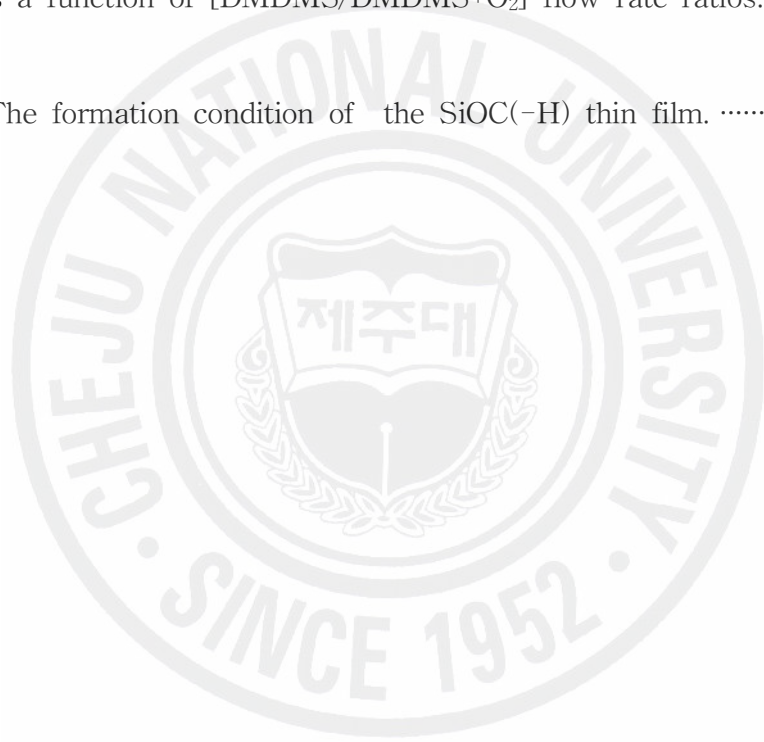 s a function of [DMDMS/DMDMS+O₂] flow rate ratios.
The formation condition of the SiOC(-H) thin film. ……
CHEJU NATIONAL UNIVERSITY
제주대
· SINCE 1952 ·